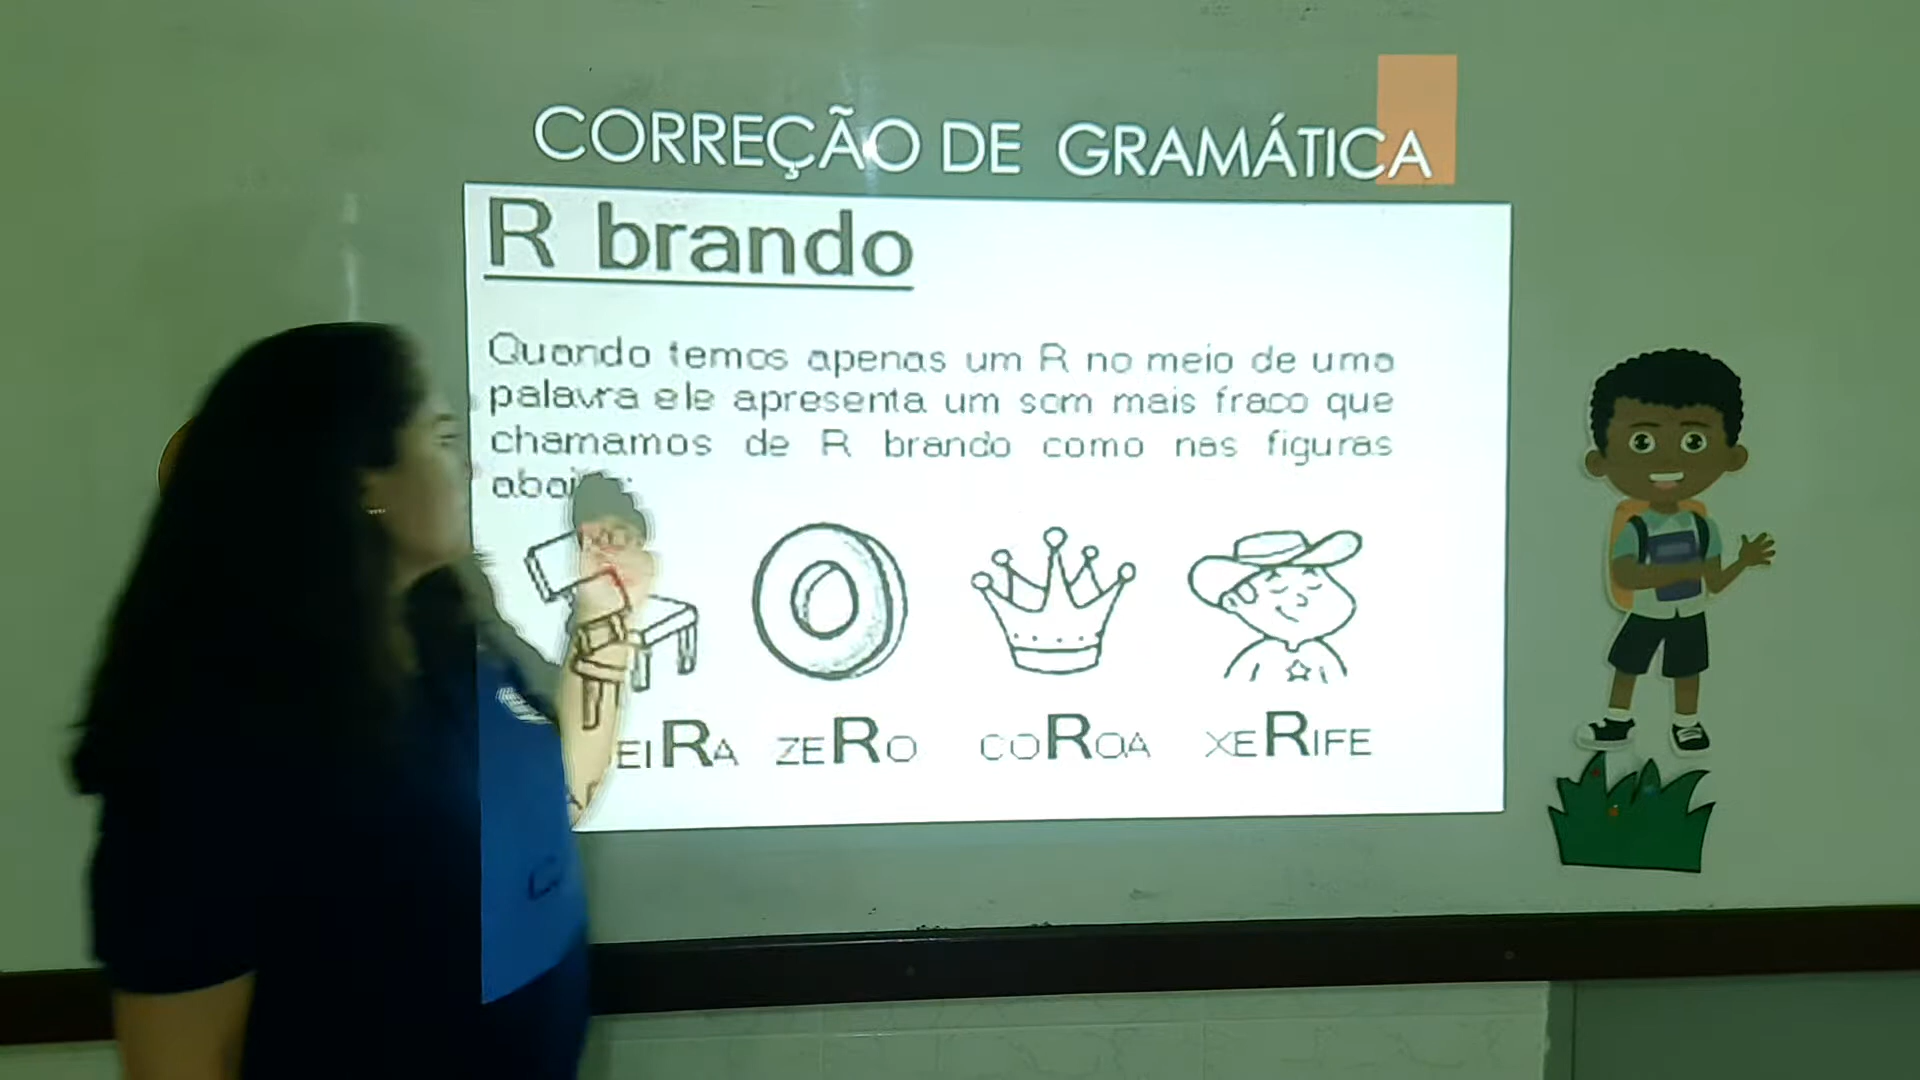 CORREÇÃO DE GRAMÁTICA
R brando
Quando temos apenas um R no meio de uma
palavra ele apresenta um som mais fraco que
chamamos de R brando como nas figuras
EIRA ZERO COROA XERIFE